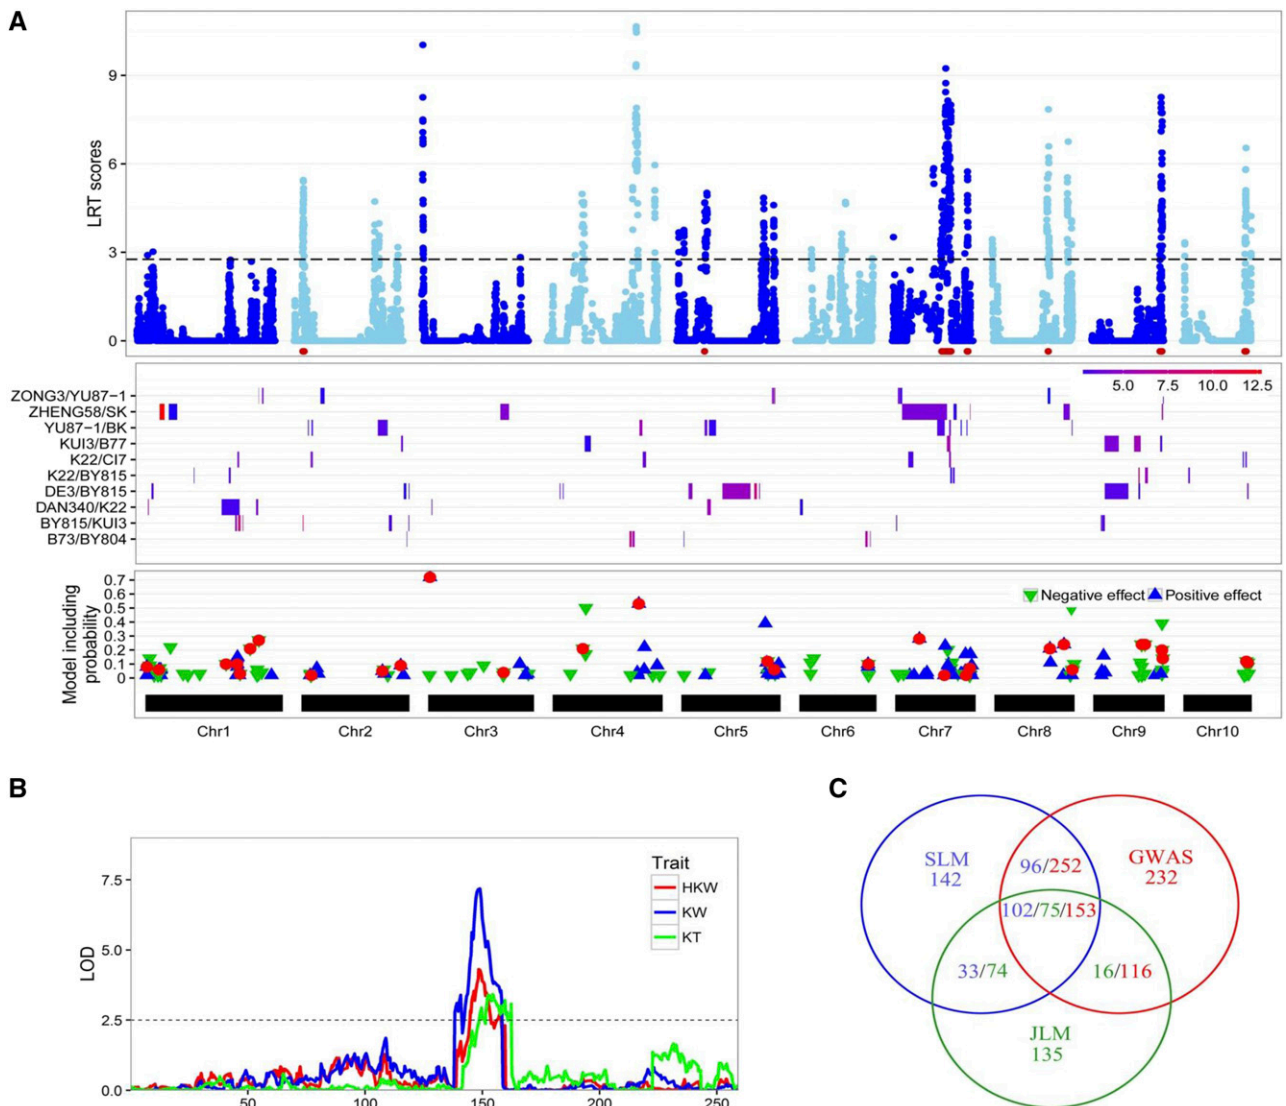 A
LRT scores
9
6
3
0
5.0 7.5 10.0 12.5
ZONG3/YU87-1
ZHENG58/SK
YU87-1/BK
KUI3/B77
K22/CI7
K22/BY815
DE3/BY815
DAN340/K22
BY815/KUI3
B73/BY804
Model including
probability
0.7
0.6
0.5
0.4
0.3
0.2
0.1
0
Negative effect Positive effect
Chr1 Chr2 Chr3 Chr4 Chr5 Chr6 Chr7 Chr8 Chr9 Chr10
B
LOD
7.5
5.0
2.5
0.0
Trait
HKW
KW
KT
50 100 150 200 250
C
SLM
142
96/252
GWAS
232
102/75/153
33/74
16/116
JLM
135